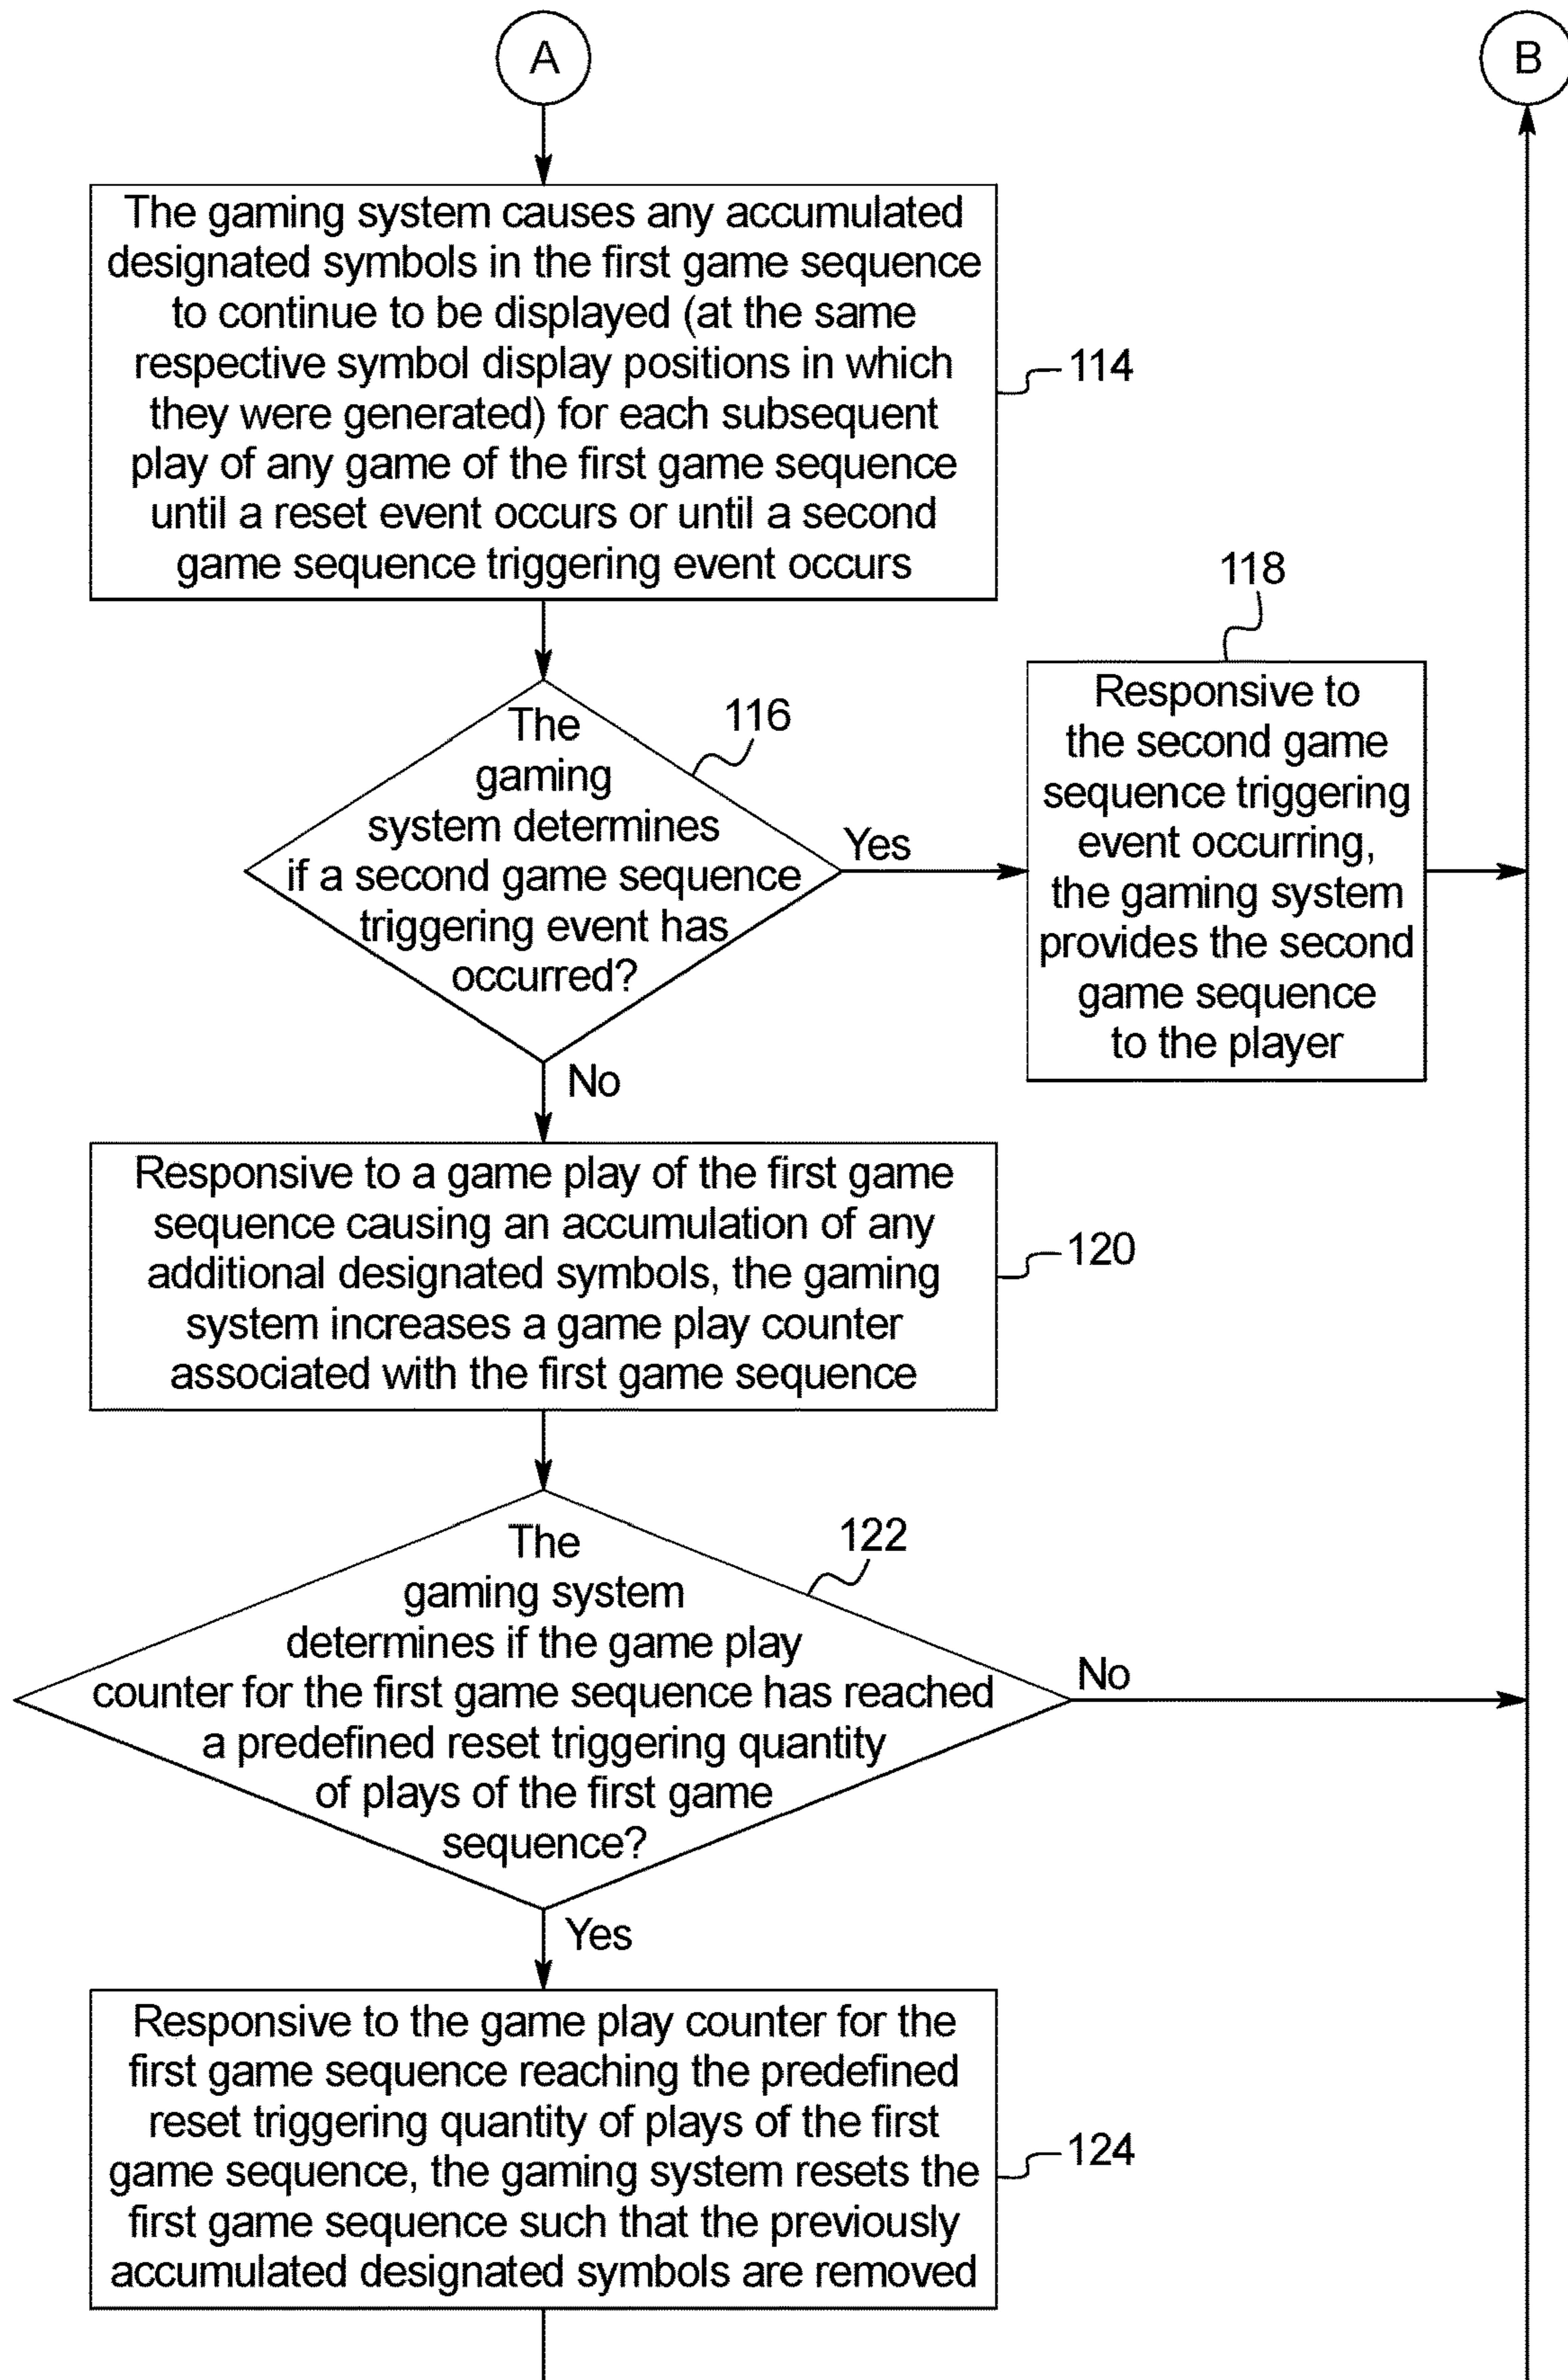 A
B
The gaming system causes any accumulated
designated symbols in the first game sequence
to continue to be displayed (at the same
respective symbol display positions in which
they were generated) for each subsequent
play of any game of the first game sequence
until a reset event occurs or until a second
game sequence triggering event occurs
114
The
gaming
system determines
if a second game sequence
triggering event has
occurred?
116
Yes
No
118
Responsive to
the second game
sequence triggering
event occurring,
the gaming system
provides the second
game sequence
to the player
Responsive to a game play of the first game
sequence causing an accumulation of any
additional designated symbols, the gaming
system increases a game play counter
associated with the first game sequence
120
The
gaming system
determines if the game play
counter for the first game sequence has reached
a predefined reset triggering quantity
of plays of the first game
sequence?
122
No
Yes
Responsive to the game play counter for the
first game sequence reaching the predefined
reset triggering quantity of plays of the first
game sequence, the gaming system resets the
first game sequence such that the previously
accumulated designated symbols are removed
124